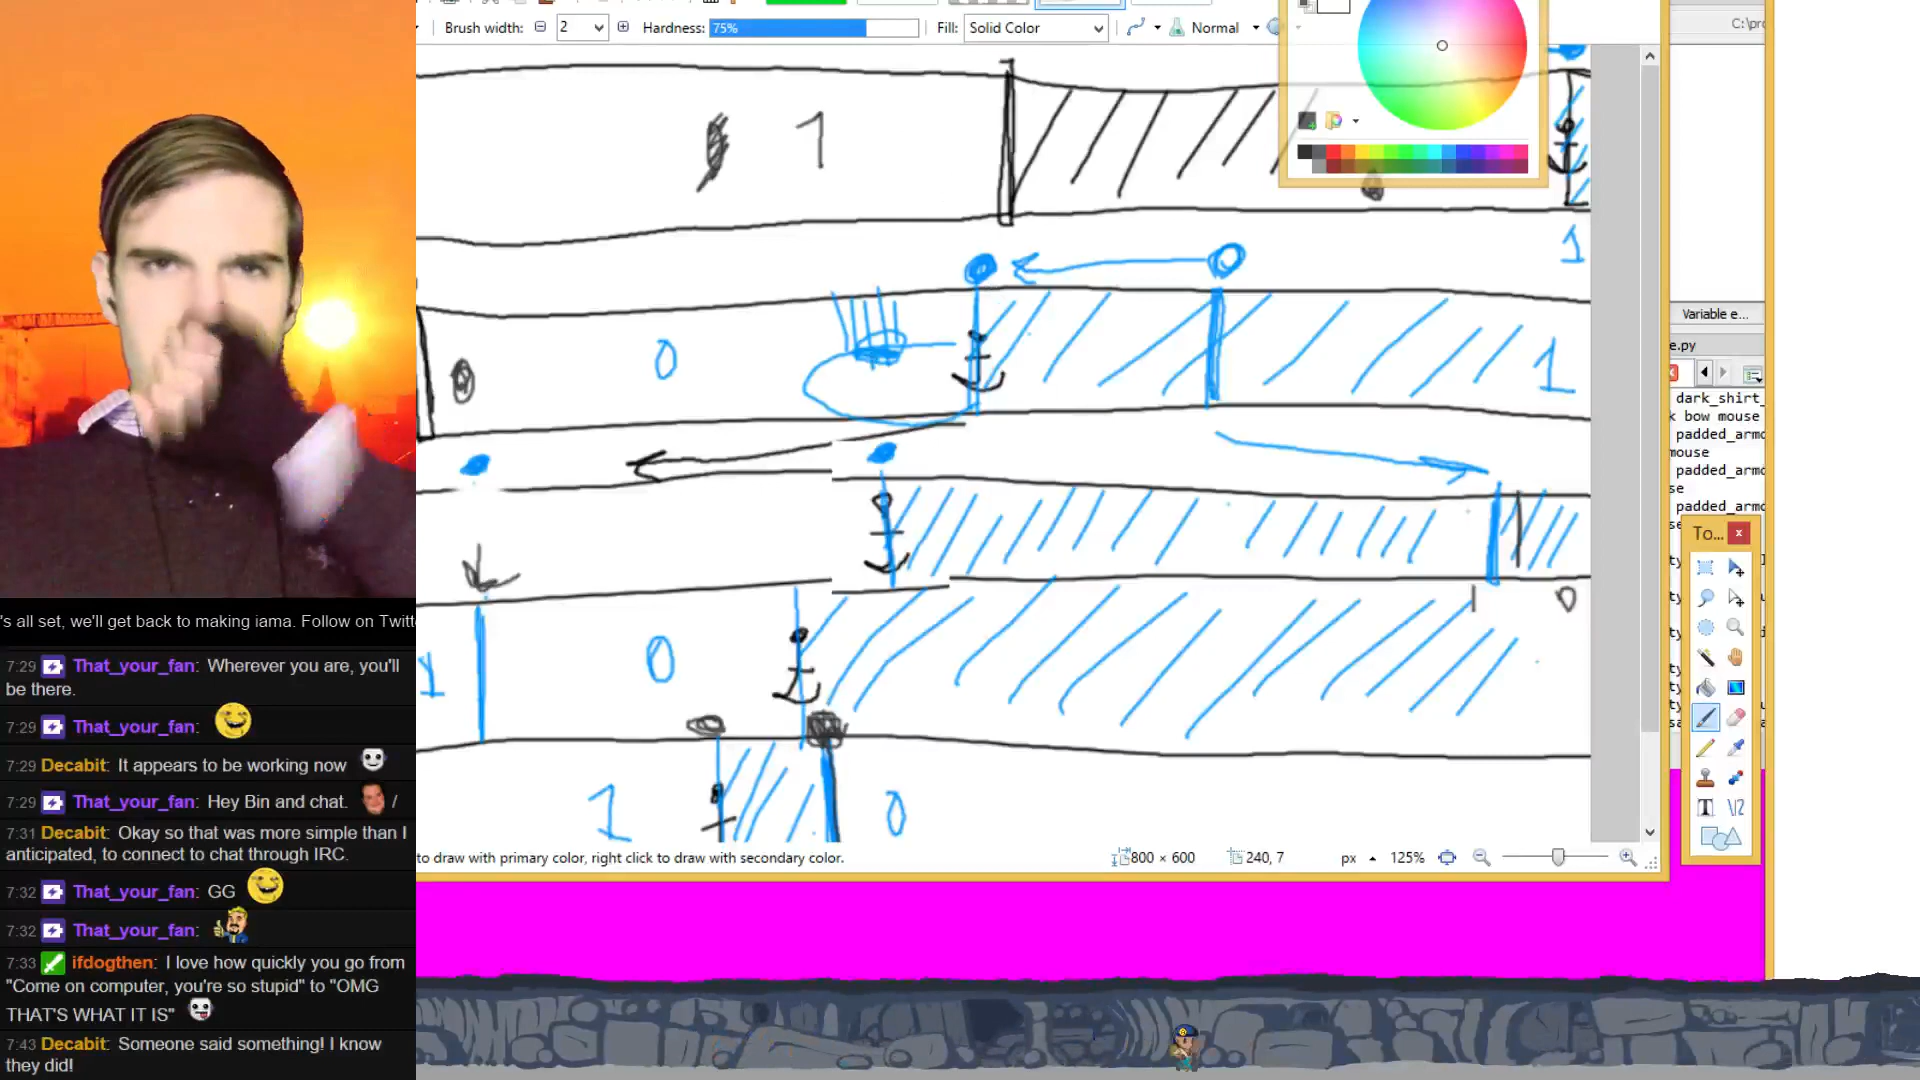 Brush width: 2 Hardness: 75% Fill: Solid Color Normal
C:\pro
1
1
0
0
1
1 0
1 0
1 0
Variable e...
e.py
dark_shirt_
k bow mouse
padded_armo
mouse
padded_armo
se
padded_armo
To...
's all set, we'll get back to making iama. Follow on Twitt
7:29 That_your_fan: Wherever you are, you'll
be there.
7:29 That_your_fan:
7:29 Decabit: It appears to be working now
7:29 That_your_fan: Hey Bin and chat. /
7:31 Decabit: Okay so that was more simple than I
anticipated, to connect to chat through IRC.
7:32 That_your_fan: GG
7:32 That_your_fan:
7:33 ifdogthen: I love how quickly you go from
"Come on computer, you're so stupid" to "OMG
THAT'S WHAT IT IS"
7:43 Decabit: Someone said something! I know
they did!
to draw with primary color, right click to draw with secondary color. 800 × 600 240, 7 px 125%